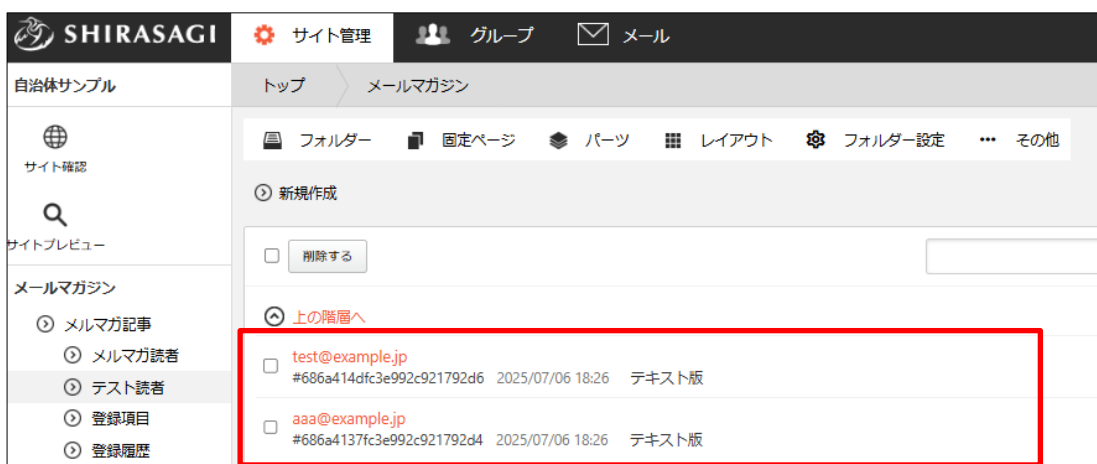 SHIRASAGI サイト管理 グループ メール
自治体サンプル トップ メールマガジン
フォルダー 固定ページ パーツ レイアウト フォルダー設定 ••• その他
サイト確認
新規作成
サイトプレビュー
削除する
メールマガジン
メルマガ記事
上の階層へ
メルマガ読者
test@example.jp
#686a414dfc3e992c921792d6 2025/07/06 18:26 テキスト版
テスト読者
登録項目
aaa@example.jp
#686a4137fc3e992c921792d4 2025/07/06 18:26 テキスト版
登録履歴